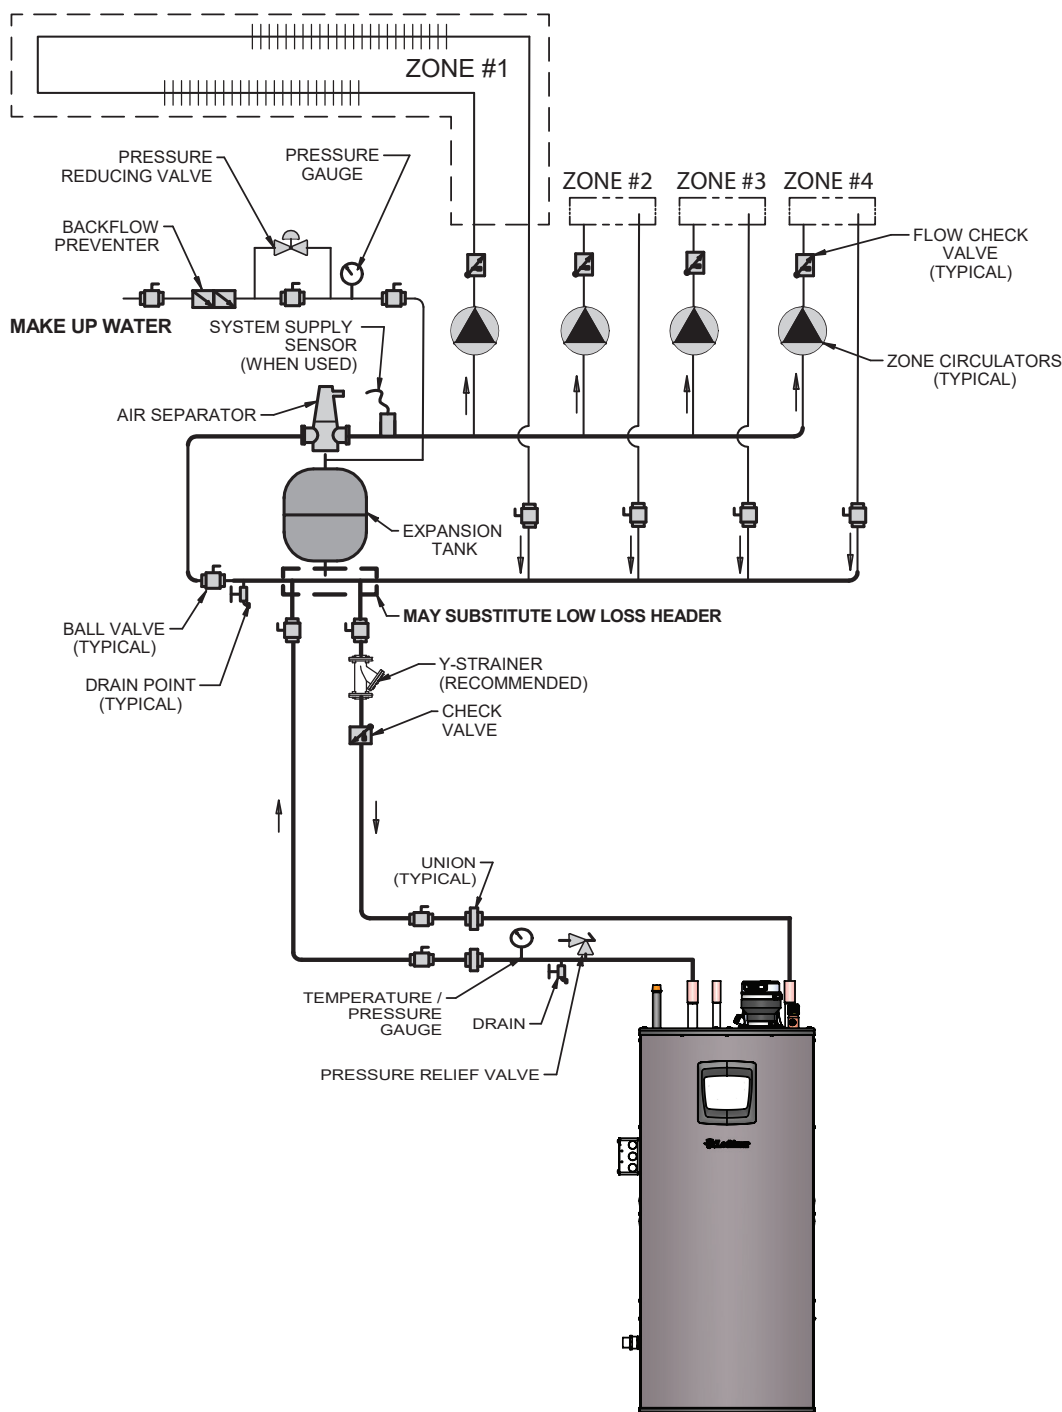 ZONE #1
PRESSURE
REDUCING VALVE
PRESSURE
GAUGE
ZONE #2
ZONE #3
ZONE #4
BACKFLOW
PREVENTER
FLOW CHECK
VALVE
(TYPICAL)
MAKE UP WATER
SYSTEM SUPPLY
SENSOR
(WHEN USED)
ZONE CIRCULATORS
(TYPICAL)
AIR SEPARATOR
EXPANSION
TANK
MAY SUBSTITUTE LOW LOSS HEADER
BALL VALVE
(TYPICAL)
DRAIN POINT
(TYPICAL)
Y-STRAINER
(RECOMMENDED)
CHECK
VALVE
UNION
(TYPICAL)
TEMPERATURE /
PRESSURE
GAUGE
DRAIN
PRESSURE RELIEF VALVE